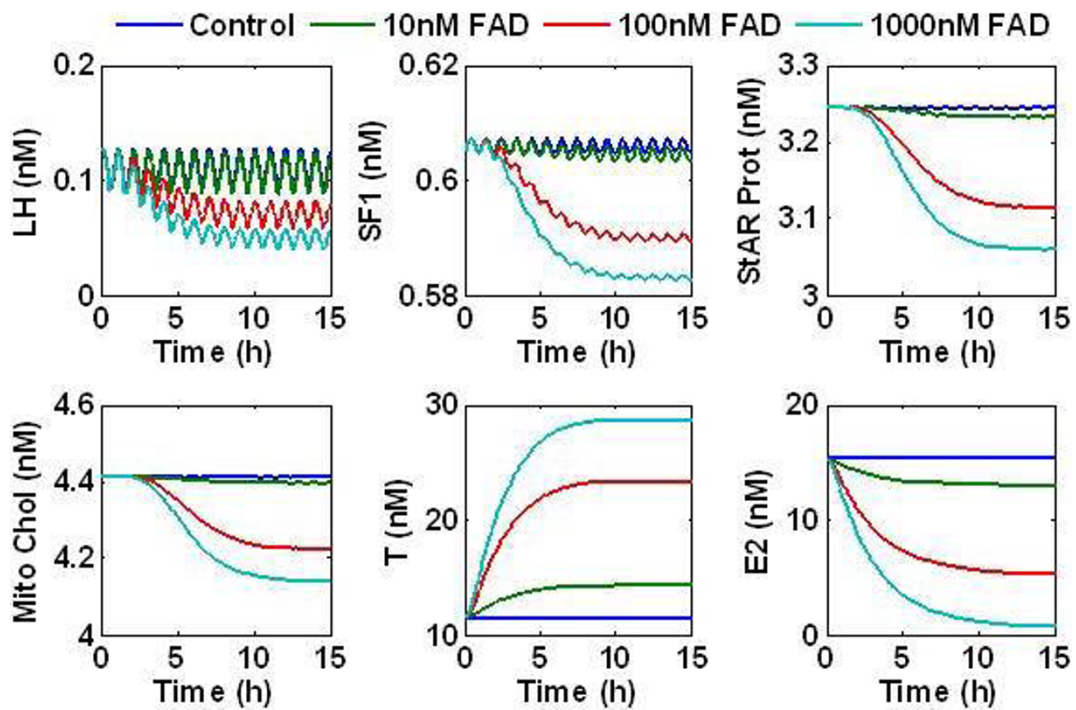 Control 10nM FAD 100nM FAD 1000nM FAD
LH (nM)
0.2
0.1
0
0 5 10 15
Time (h)
SF1 (nM)
0.62
0.6
0.58
0 5 10 15
Time (h)
StAR Prot (nM)
3.3
3.2
3.1
3
0 5 10 15
Time (h)
Mito Chol (nM)
4.6
4.4
4.2
4
0 5 10 15
Time (h)
T (nM)
30
20
10
0 5 10 15
Time (h)
E2 (nM)
20
10
0
0 5 10 15
Time (h)